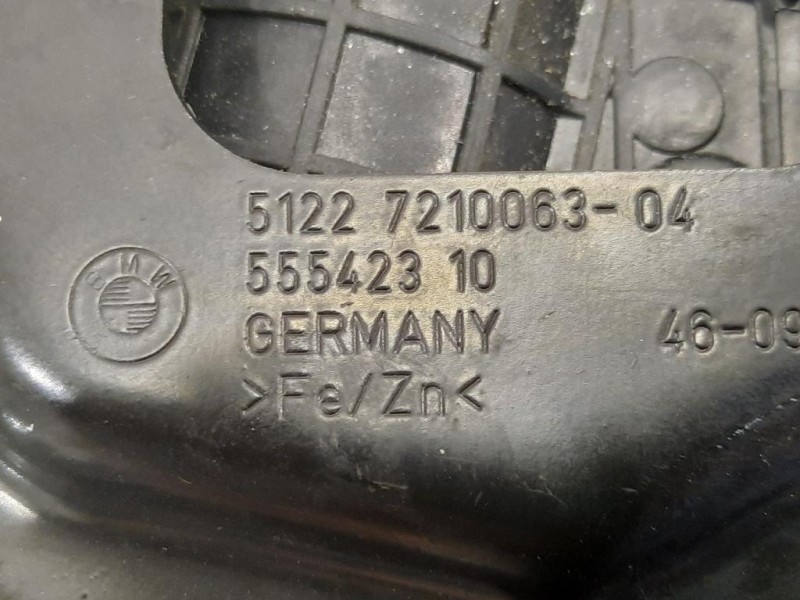 5122 7210063-04
BMW
555423 10
GERMANY 46-09
>Fe/Zn<